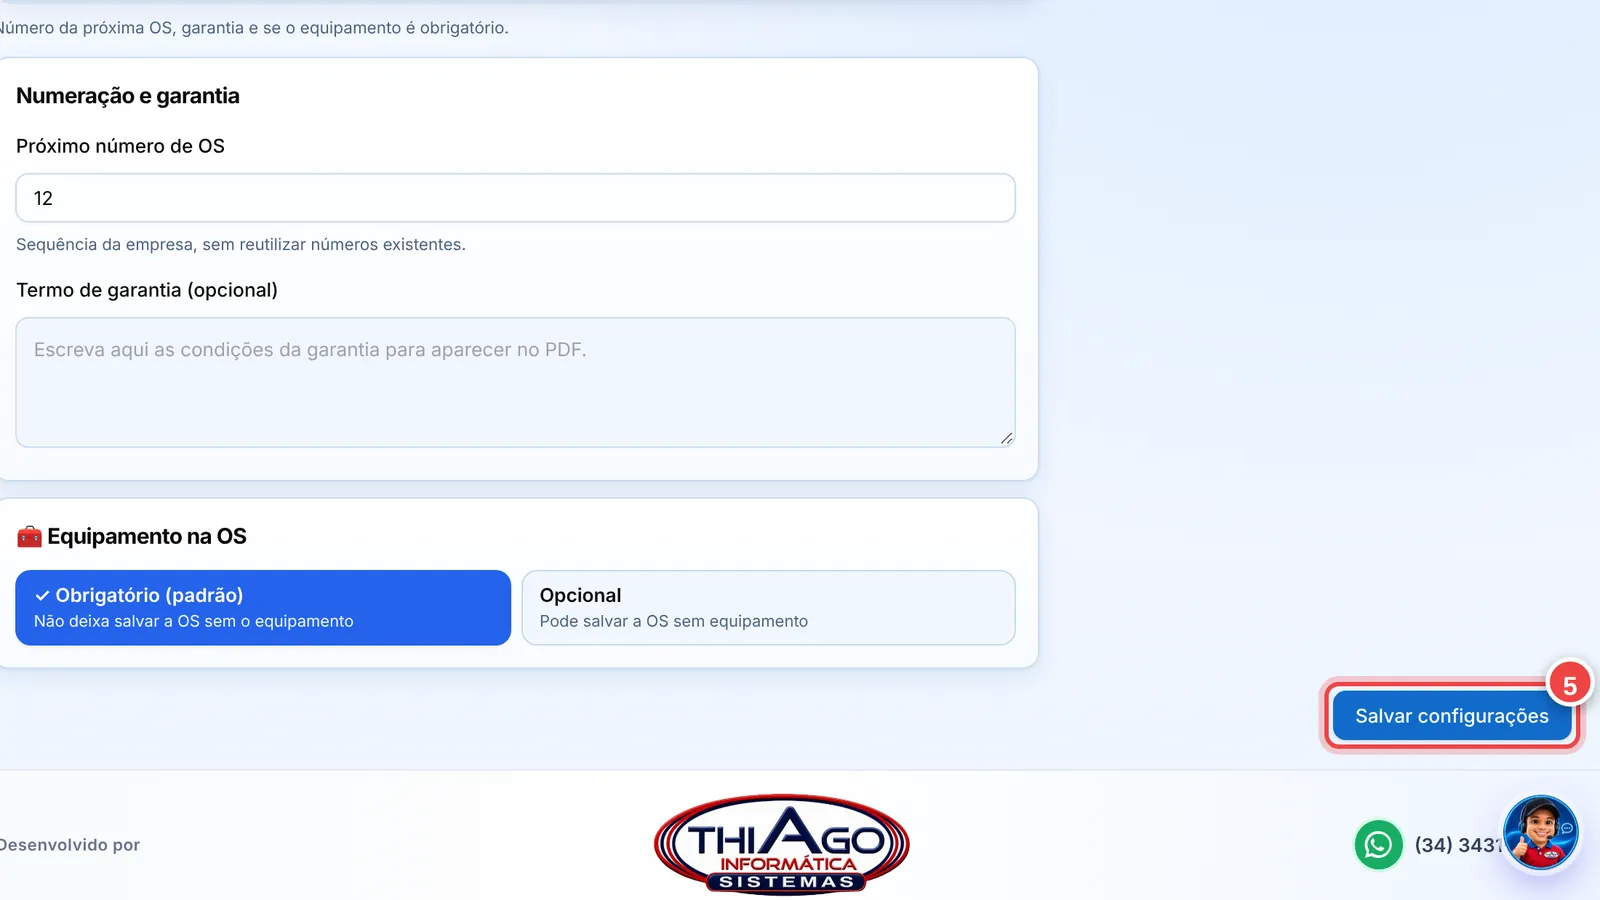 Número da próxima OS, garantia e se o equipamento é obrigatório.
Numeração e garantia
Próximo número de OS
12
Sequência da empresa, sem reutilizar números existentes.
Termo de garantia (opcional)
Escreva aqui as condições da garantia para aparecer no PDF.
Equipamento na OS
✓ Obrigatório (padrão)
Não deixa salvar a OS sem o equipamento
Opcional
Pode salvar a OS sem equipamento
5
Salvar configurações
Desenvolvido por
THIAGO
INFORMÁTICA
SISTEMAS
(34) 3431